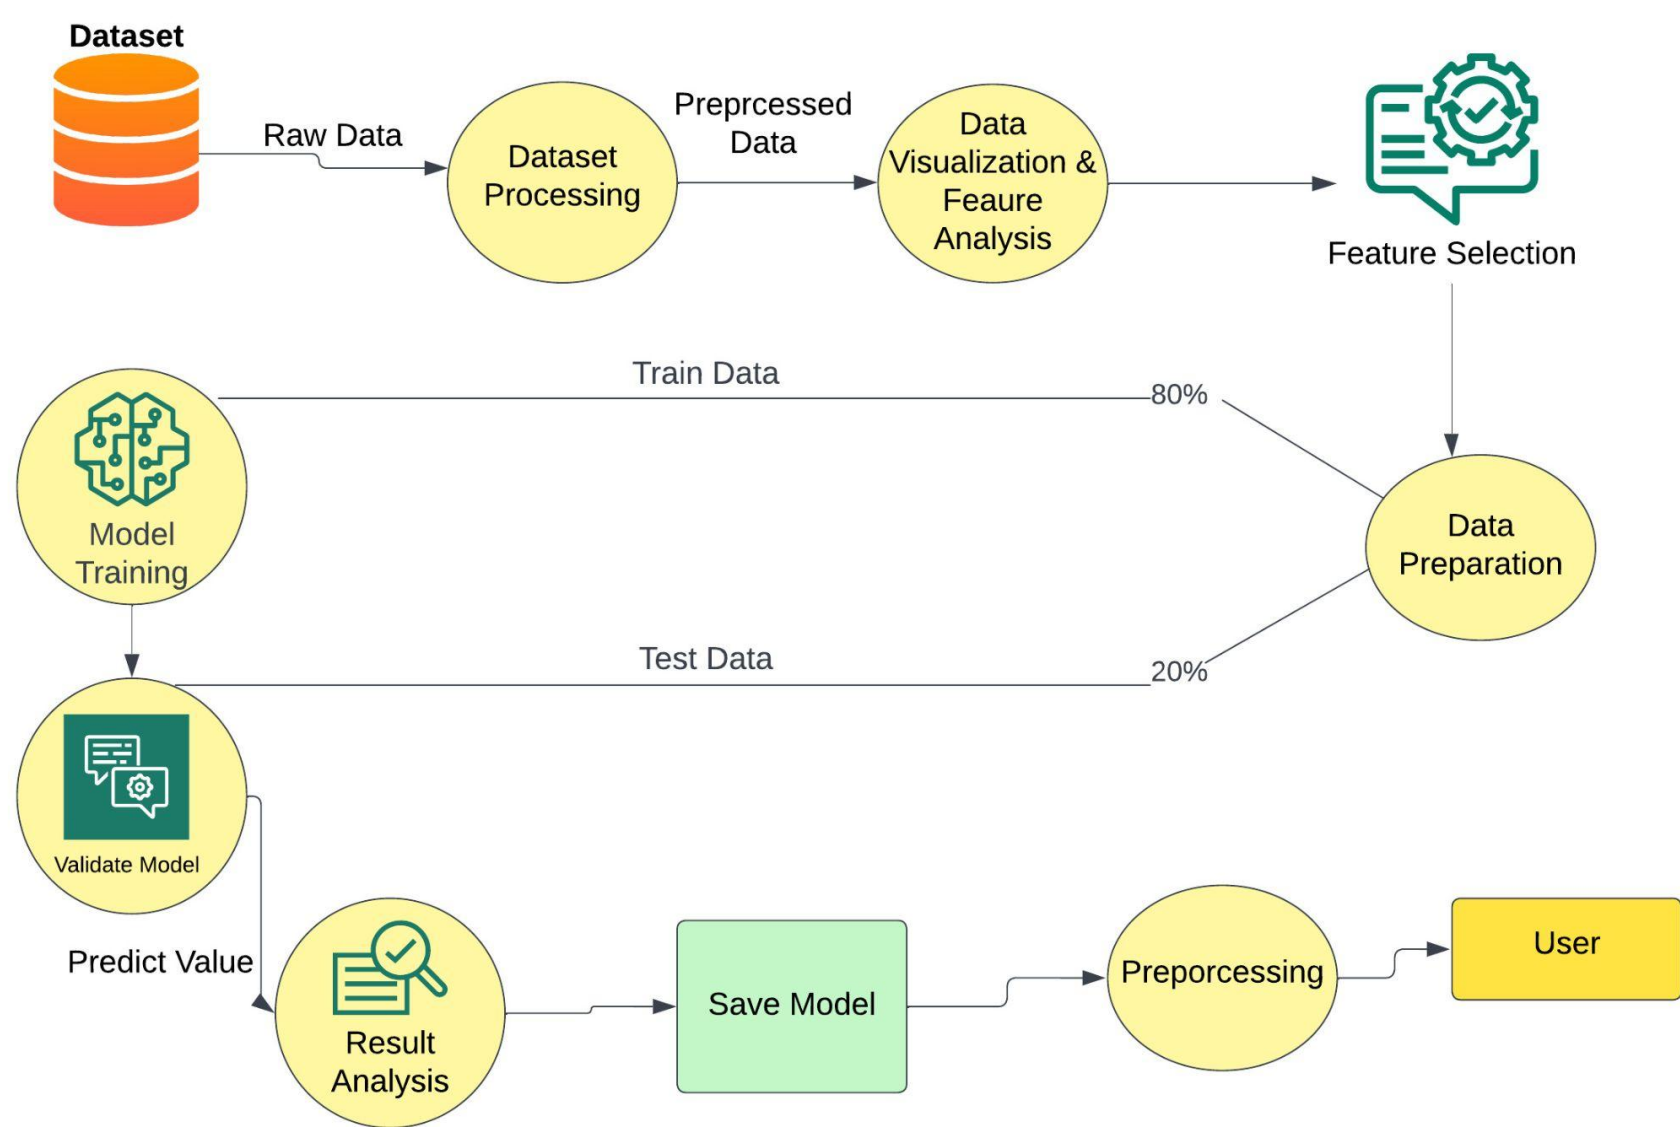 Dataset
Raw Data
Dataset
Processing
Preprcessed
Data
Data
Visualization &
Feaure
Analysis
Feature Selection
Train Data
80%
Model
Training
Data
Preparation
Test Data
20%
Validate Model
Predict Value
Result
Analysis
Save Model
Preporcessing
User